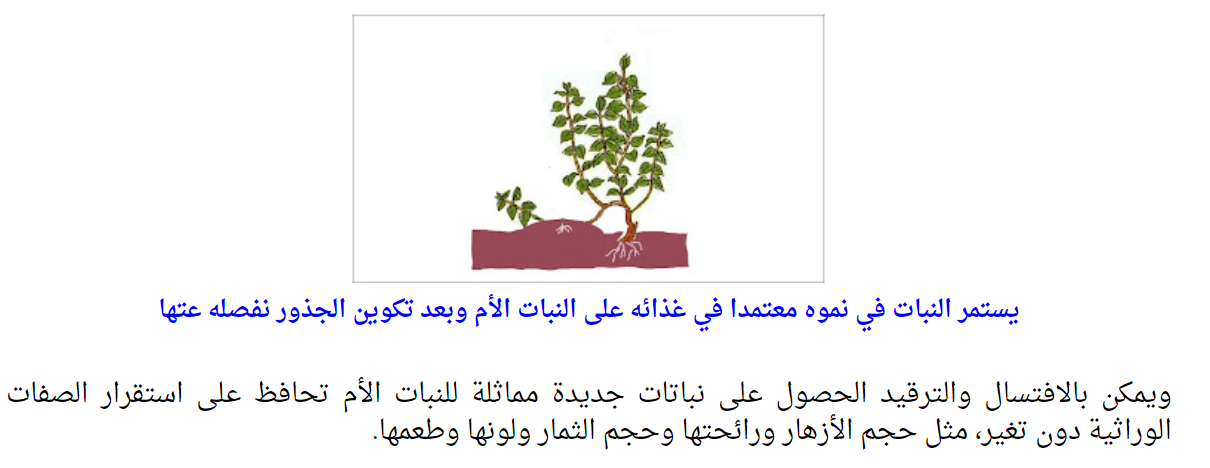 يستمر النبات في نموه معتمدا في غذائه على النبات الأم وبعد تكوين الجذور نفصله عتها
ويمكن بالافتسال والترقيد الحصول على نباتات جديدة مماثلة للنبات الأم تحافظ على استقرار الصفات
الوراثية دون تغير، مثل حجم الأزهار ورائحتها وحجم الثمار ولونها وطعمها.